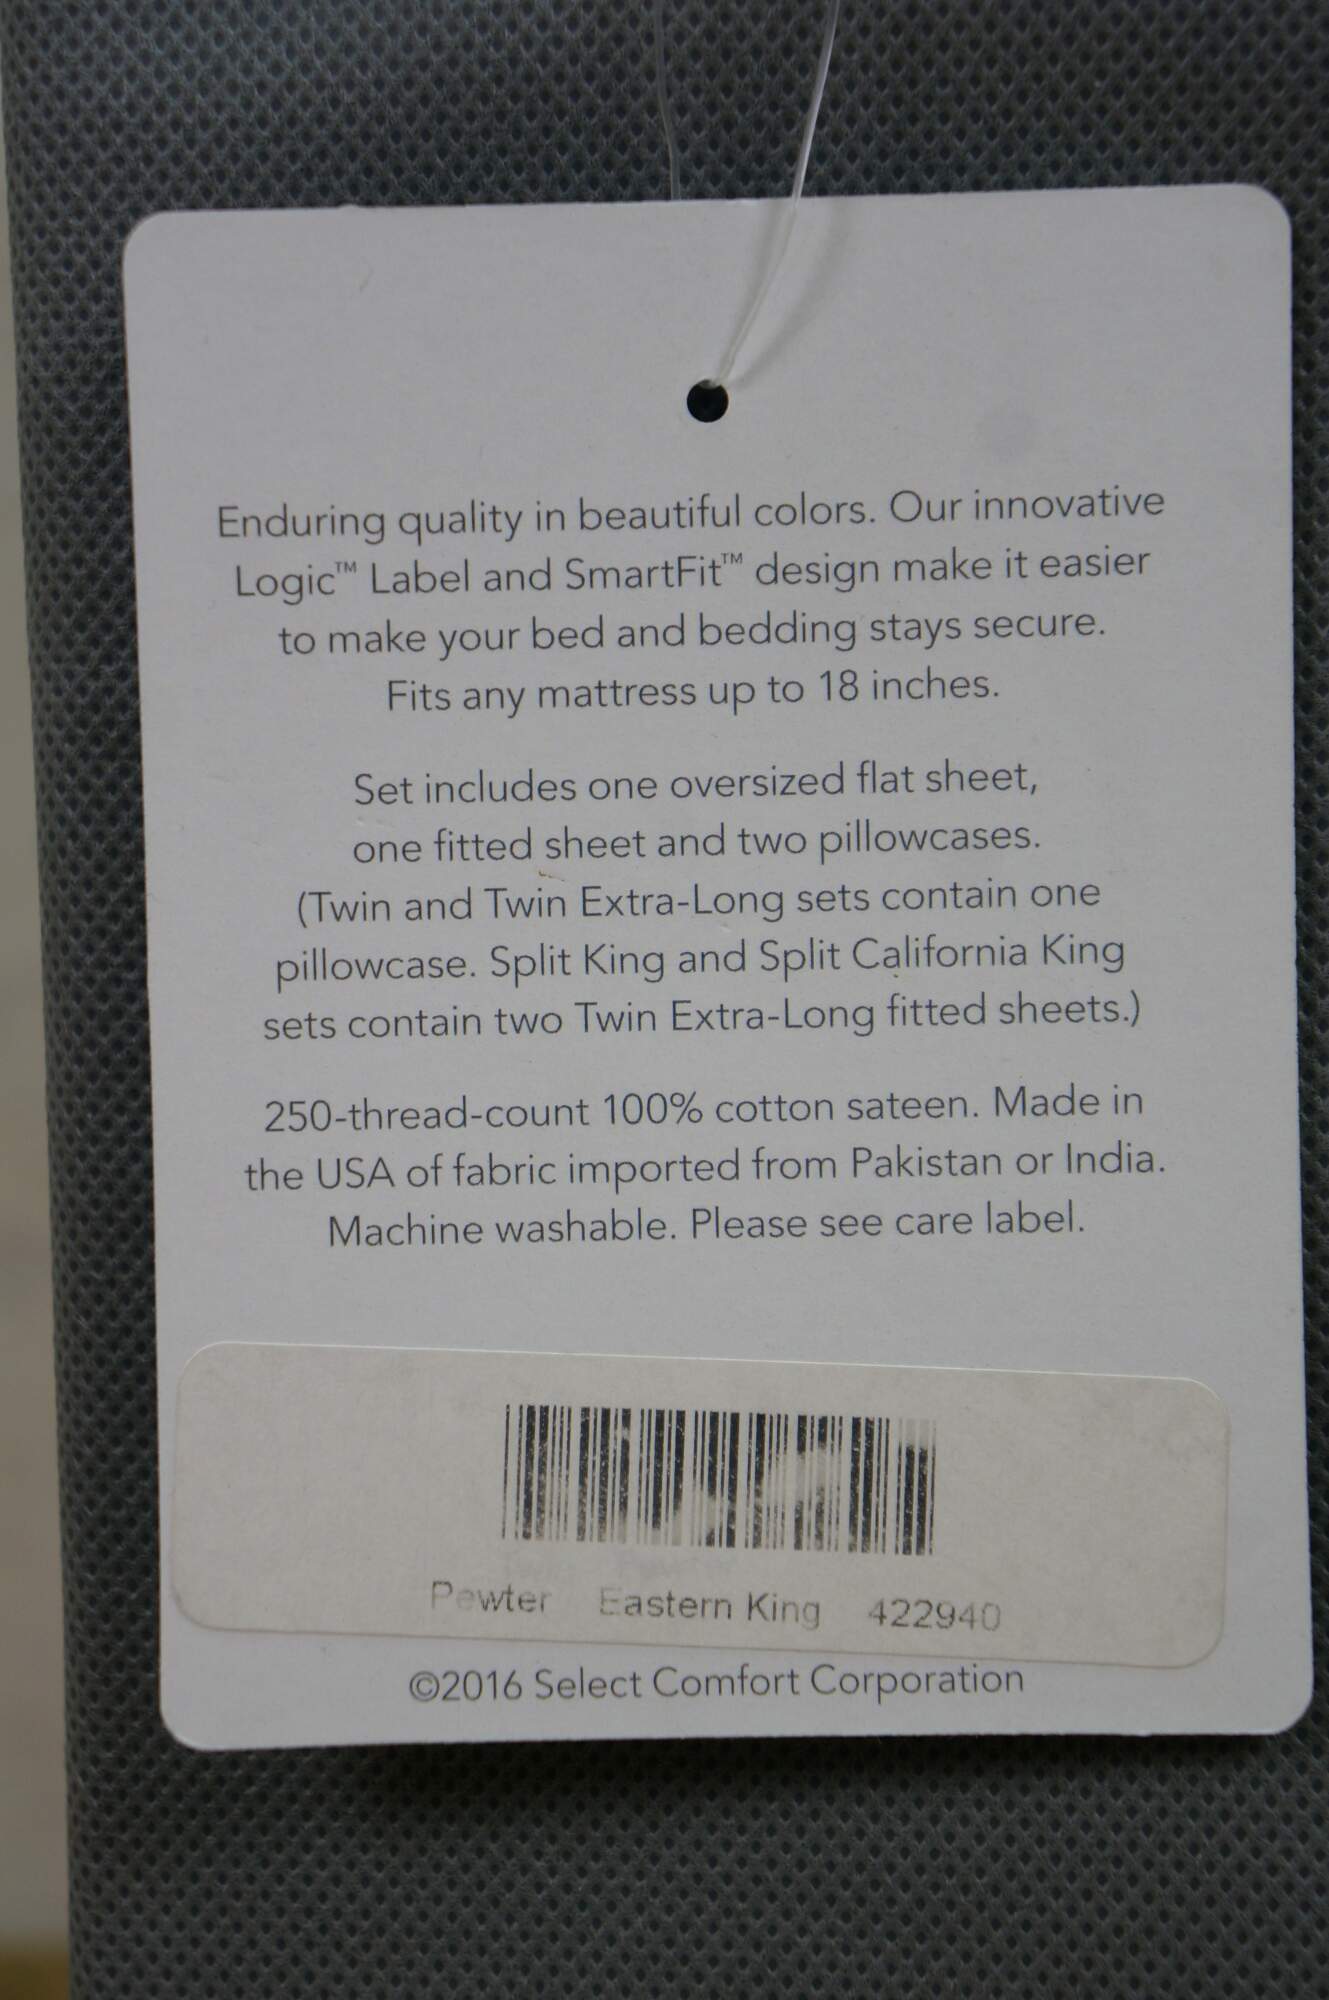 Enduring quality in beautiful colors. Our innovative
Logic™ Label and SmartFit™ design make it easier
to make your bed and bedding stays secure.
Fits any mattress up to 18 inches.
Set includes one oversized flat sheet,
one fitted sheet and two pillowcases.
(Twin and Twin Extra-Long sets contain one
pillowcase. Split King and Split California King
sets contain two Twin Extra-Long fitted sheets.)
250-thread-count 100% cotton sateen. Made in
the USA of fabric imported from Pakistan or India.
Machine washable. Please see care label.
Pewter Eastern King 422940
©2016 Select Comfort Corporation